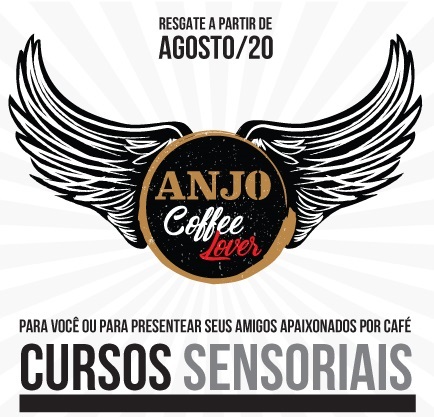 RESGATE A PARTIR DE
AGOSTO/20
ANJO
Coffee
Lover
PARA VOCÊ OU PARA PRESENTEAR SEUS AMIGOS APAIXONADOS POR CAFÉ
CURSOS SENSORIAIS